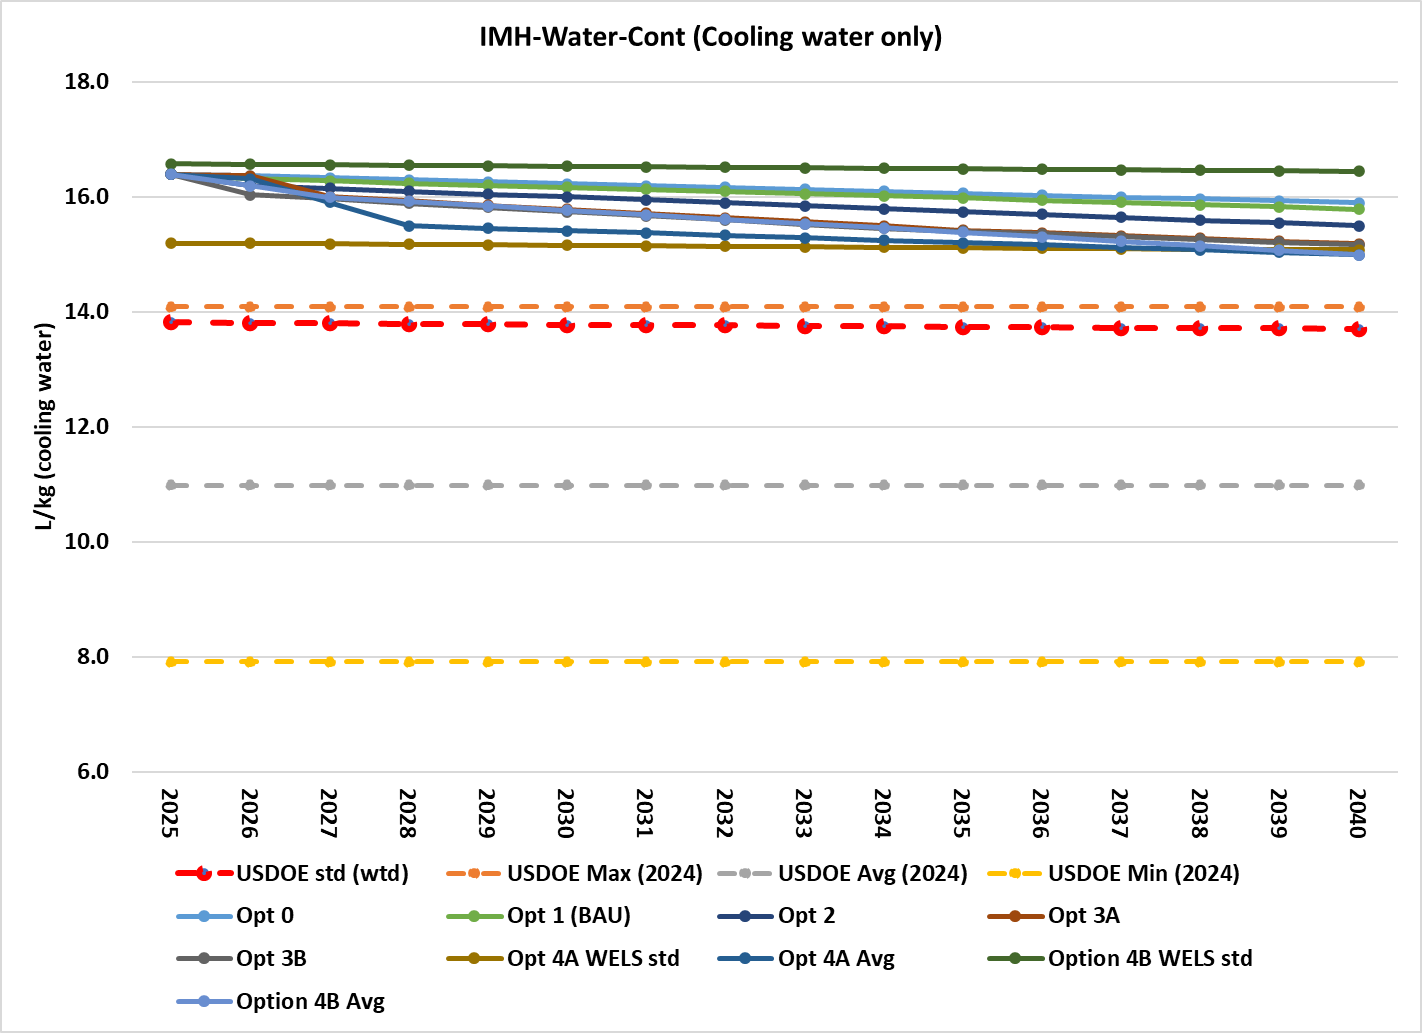 IMH-Water-Cont (Cooling water only)
18.0
16.0
14.0
12.0
10.0
8.0
6.0
L/kg (cooling water)
2025 2026 2027 2028 2029 2030 2031 2032 2033 2034 2035 2036 2037 2038 2039 2040
USDOE std (wtd) USDOE Max (2024) USDOE Avg (2024) USDOE Min (2024)
Opt 0 Opt 1 (BAU) Opt 2 Opt 3A
Opt 3B Opt 4A WELS std Opt 4A Avg Option 4B WELS std
Option 4B Avg